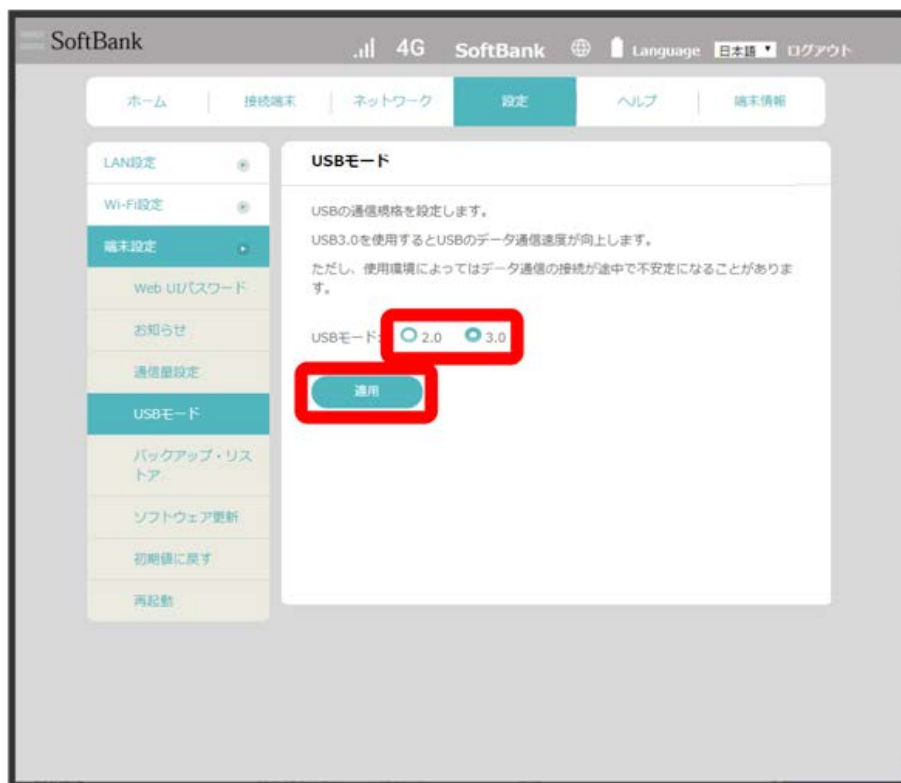 SoftBank
4G SoftBank Language 日本語 ログアウト
ホーム 接続端末 ネットワーク 設定 ヘルプ 端末情報
LAN設定
Wi-Fi設定
端末設定
Web UIパスワード
お知らせ
通信量設定
USBモード
バックアップ・リス
トア
ソフトウェア更新
初期値に戻す
再起動
USBモード
USBの通信規格を設定します。
USB3.0を使用するとUSBのデータ通信速度が向上します。
ただし、使用環境によってはデータ通信の接続が途中で不安定になることがありま
す。
USBモード: 2.0 3.0
適用